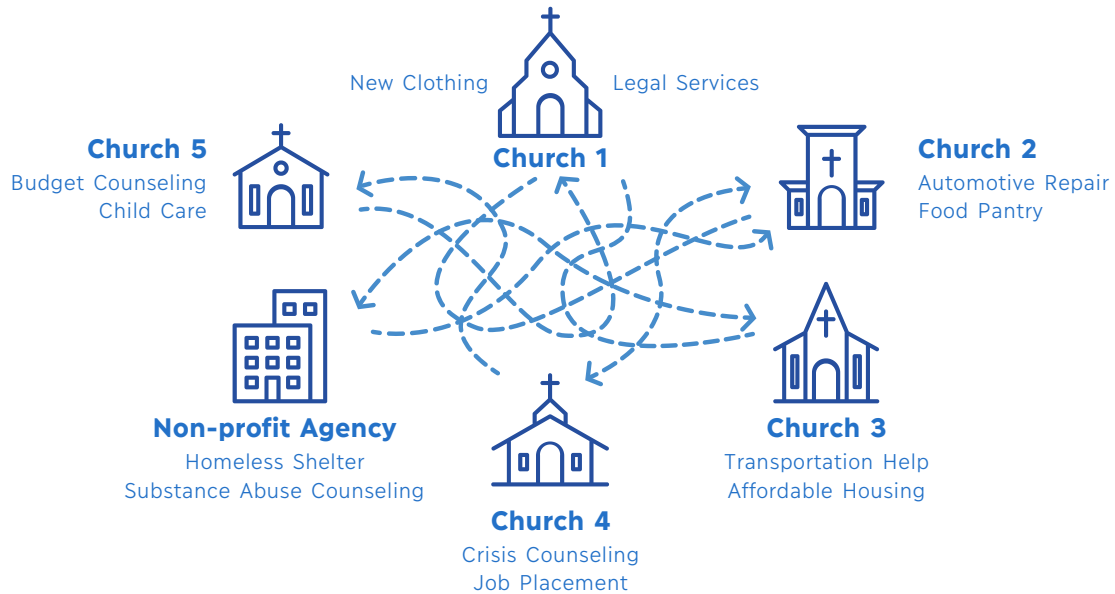 New Clothing
Legal Services
Church 1
Church 5
Budget Counseling
Child Care
Church 2
Automotive Repair
Food Pantry
Non-profit Agency
Homeless Shelter
Substance Abuse Counseling
Church 3
Transportation Help
Affordable Housing
Church 4
Crisis Counseling
Job Placement